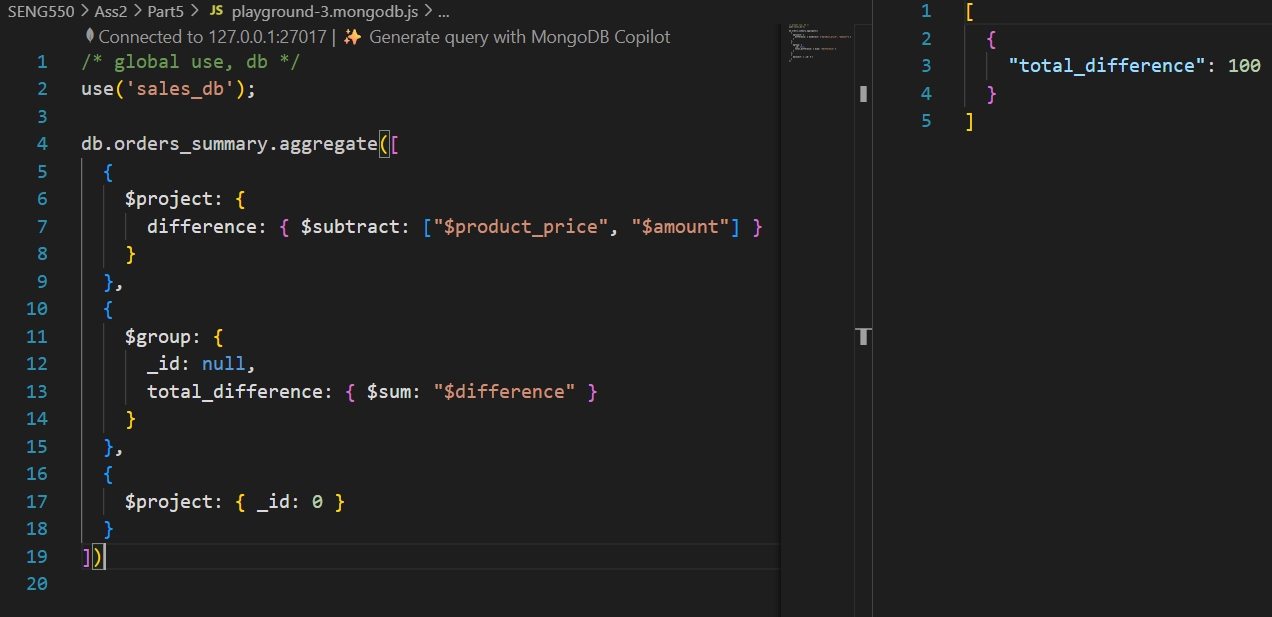 SENG550 > Ass2 > Part5 > JS playground-3.mongodb.js > ...
Connected to 127.0.0.1:27017 | ✨ Generate query with MongoDB Copilot
1 /* global use, db */
2 use('sales_db');
3
4 db.orders_summary.aggregate([
5   {
6     $project: {
7       difference: { $subtract: ["$product_price", "$amount"] }
8     }
9   },
10   {
11     $group: {
12       _id: null,
13       total_difference: { $sum: "$difference" }
14     }
15   },
16   {
17     $project: { _id: 0 }
18   }
19 ])
20
1 [
2   {
3     "total_difference": 100
4   }
5 ]